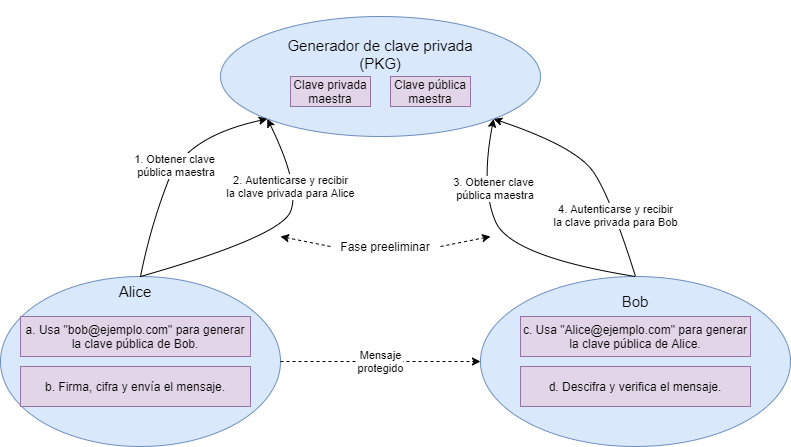 Generador de clave privada
(PKG)
Clave privada
maestra
Clave pública
maestra
1. Obtener clave
pública maestra
2. Autenticarse y recibir
la clave privada para Alice
3. Obtener clave
pública maestra
4. Autenticarse y recibir
la clave privada para Bob
Fase preeliminar
Alice
a. Usa "bob@ejemplo.com" para generar
la clave pública de Bob.
b. Firma, cifra y envía el mensaje.
Mensaje
protegido
Bob
c. Usa "Alice@ejemplo.com" para generar
la clave pública de Alice.
d. Descifra y verifica el mensaje.